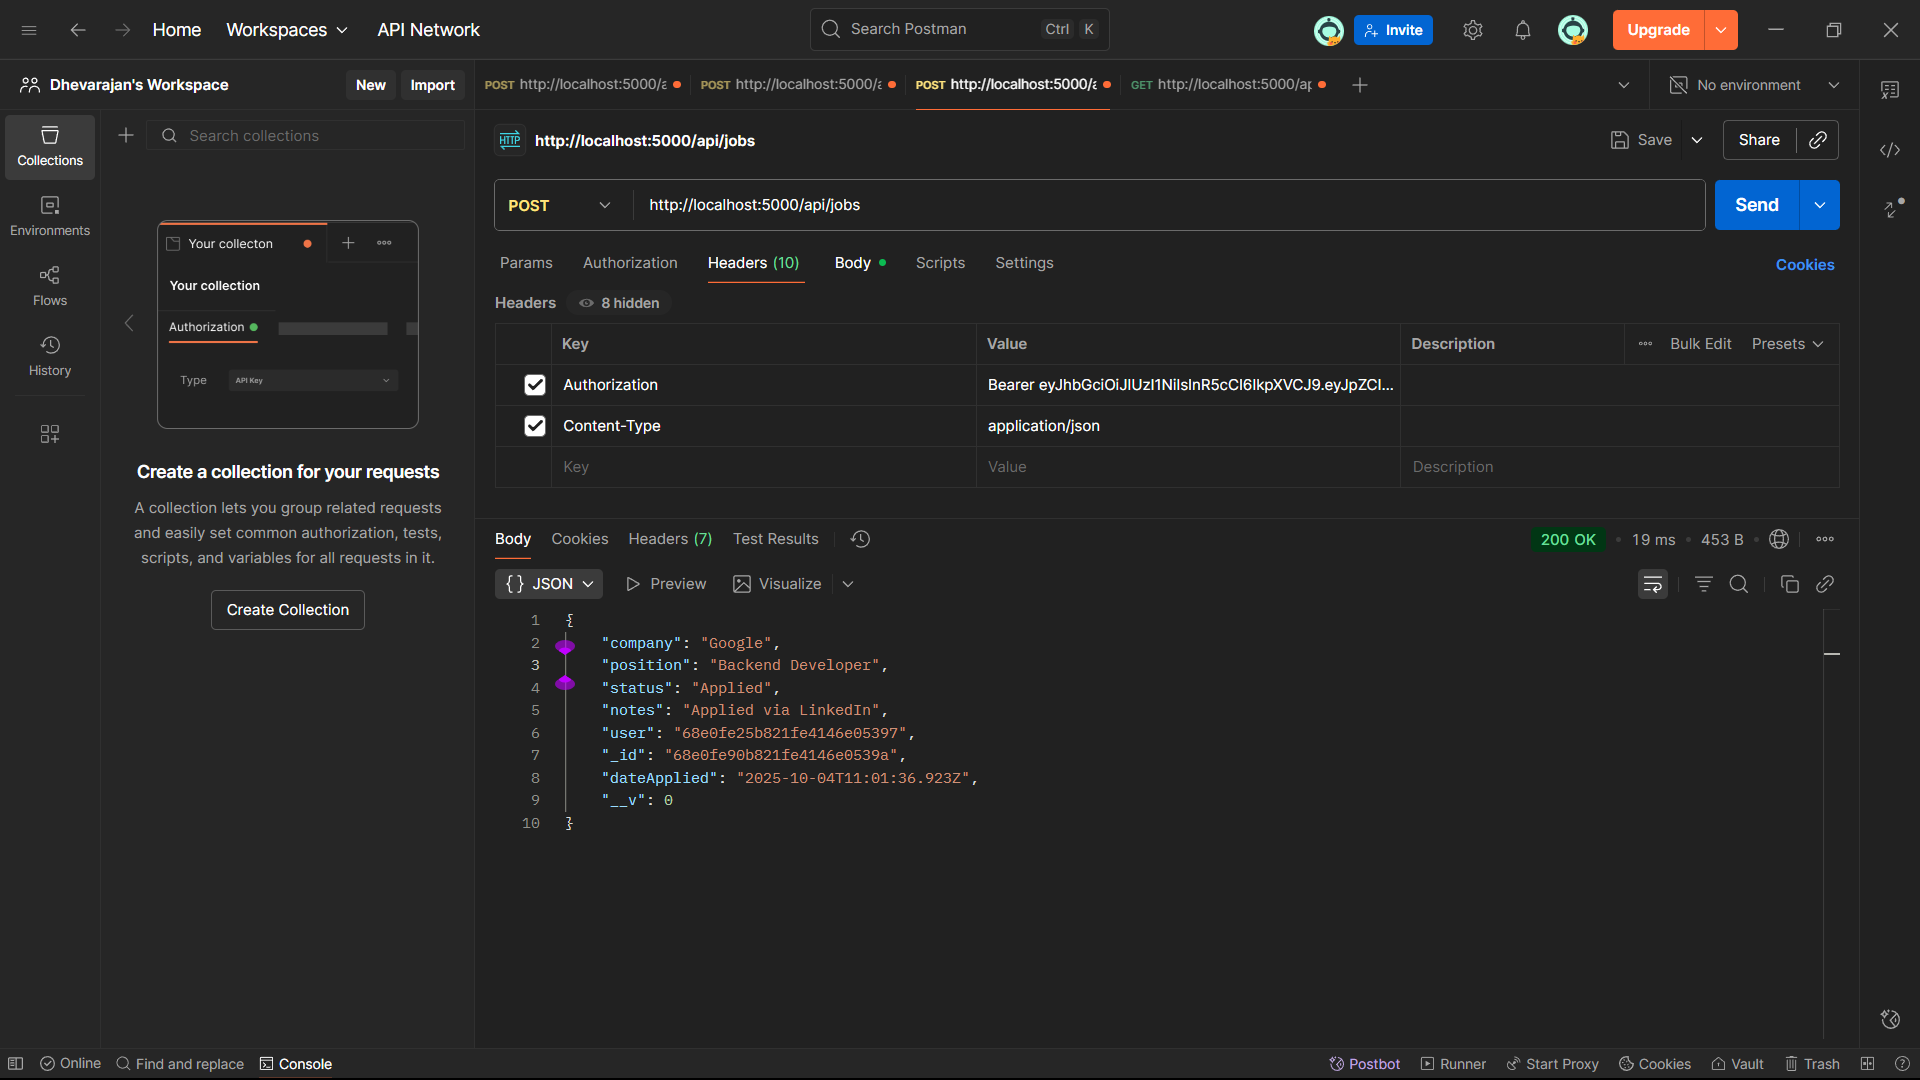 Home Workspaces API Network Search Postman Ctrl K Invite Upgrade
Dhevarajan's Workspace New Import POST http://localhost:5000/a POST http://localhost:5000/a POST http://localhost:5000/a GET http://localhost:5000/ap No environment
Collections
Environments
Flows
History
Search collections
Your collecton
Your collection
Authorization
Type API Key
Create a collection for your requests
A collection lets you group related requests
and easily set common authorization, tests,
scripts, and variables for all requests in it.
Create Collection
HTTP http://localhost:5000/api/jobs Save Share
POST http://localhost:5000/api/jobs Send
Params Authorization Headers (10) Body Scripts Settings Cookies
Headers 8 hidden
Key Value Description Bulk Edit Presets
Authorization Bearer eyJhbGciOiJIUzI1NiIsInR5cCI6IkpXVCJ9.eyJpZCI...
Content-Type application/json
Key Value Description
Body Cookies Headers (7) Test Results 200 OK 19 ms 453 B
{} JSON Preview Visualize
1 {
2 "company": "Google",
3 "position": "Backend Developer",
4 "status": "Applied",
5 "notes": "Applied via LinkedIn",
6 "user": "68e0fe25b821fe4146e05397",
7 "_id": "68e0fe90b821fe4146e0539a",
8 "dateApplied": "2025-10-04T11:01:36.923Z",
9 "__v": 0
10 }
Online Find and replace Console Postbot Runner Start Proxy Cookies Vault Trash